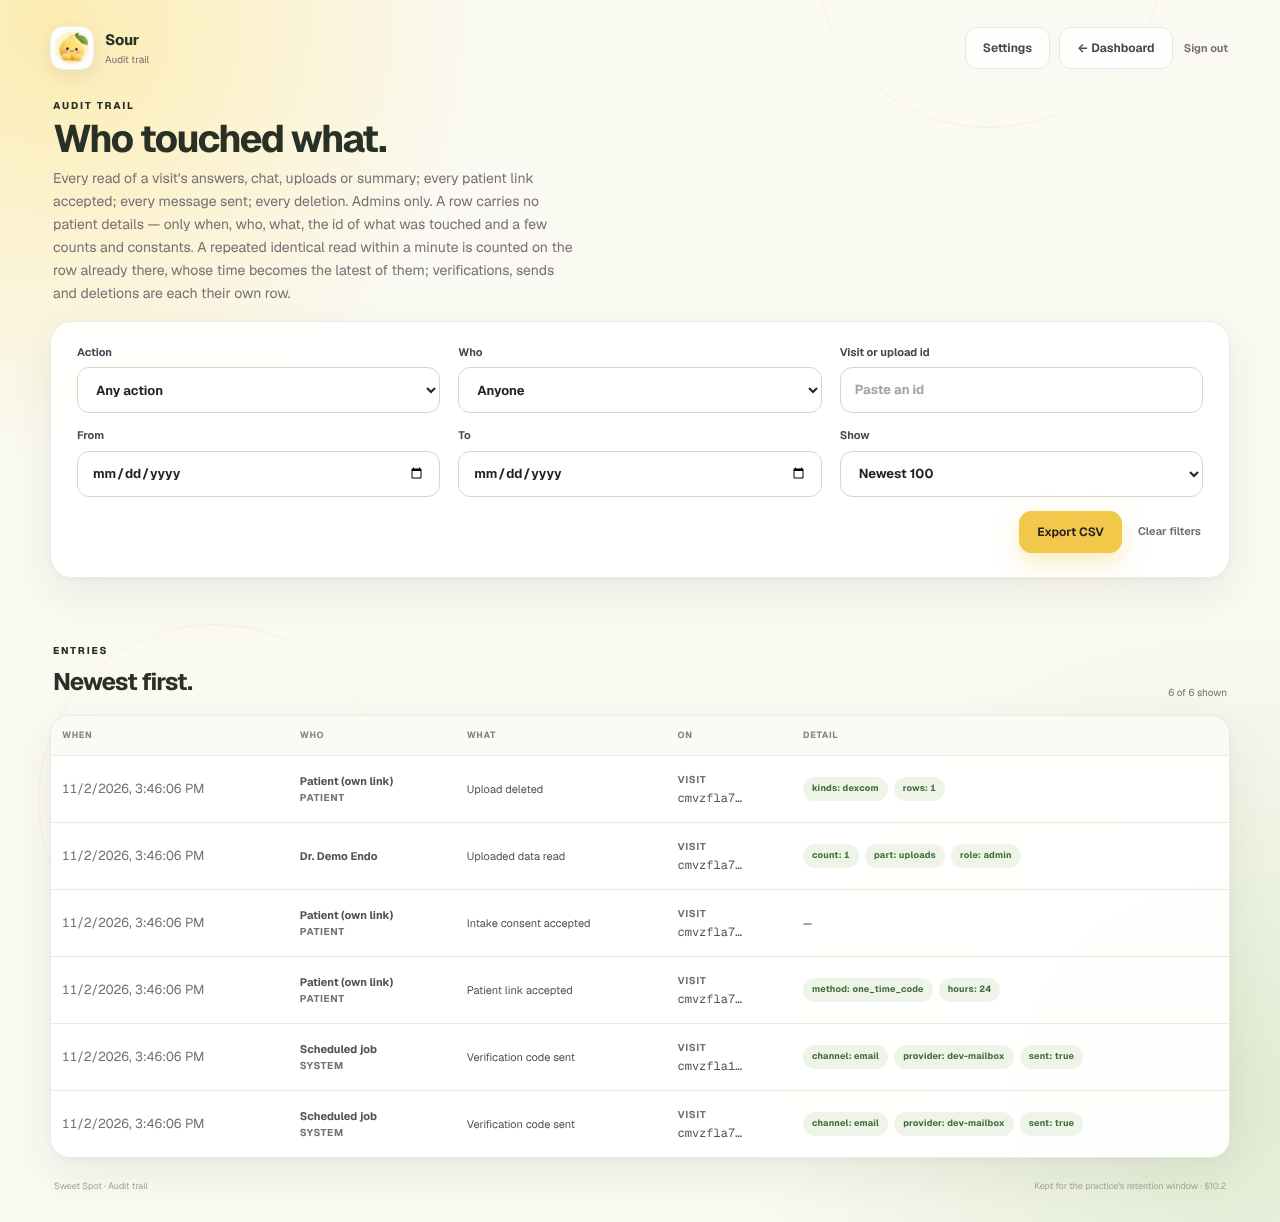 Sour
Audit trail
Settings
← Dashboard
Sign out
AUDIT TRAIL
Who touched what.
Every read of a visit's answers, chat, uploads or summary; every patient link
accepted; every message sent; every deletion. Admins only. A row carries no
patient details — only when, who, what, the id of what was touched and a few
counts and constants. A repeated identical read within a minute is counted on the
row already there, whose time becomes the latest of them; verifications, sends
and deletions are each their own row.
Action
Who
Visit or upload id
Any action
Anyone
Paste an id
From
To
Show
mm/dd/yyyy
mm/dd/yyyy
Newest 100
Export CSV
Clear filters
ENTRIES
Newest first.
6 of 6 shown
WHEN WHO WHAT ON DETAIL
11/2/2026, 3:46:06 PM
Patient (own link)
PATIENT
Upload deleted
VISIT
cmvzfla7…
kinds: dexcom
rows: 1
11/2/2026, 3:46:06 PM
Dr. Demo Endo
Uploaded data read
VISIT
cmvzfla7…
count: 1
part: uploads
role: admin
11/2/2026, 3:46:06 PM
Patient (own link)
PATIENT
Intake consent accepted
VISIT
cmvzfla7…
—
11/2/2026, 3:46:06 PM
Patient (own link)
PATIENT
Patient link accepted
VISIT
cmvzfla7…
method: one_time_code
hours: 24
11/2/2026, 3:46:06 PM
Scheduled job
SYSTEM
Verification code sent
VISIT
cmvzfla1…
channel: email
provider: dev-mailbox
sent: true
11/2/2026, 3:46:06 PM
Scheduled job
SYSTEM
Verification code sent
VISIT
cmvzfla7…
channel: email
provider: dev-mailbox
sent: true
Sweet Spot · Audit trail
Kept for the practice's retention window · §10.2